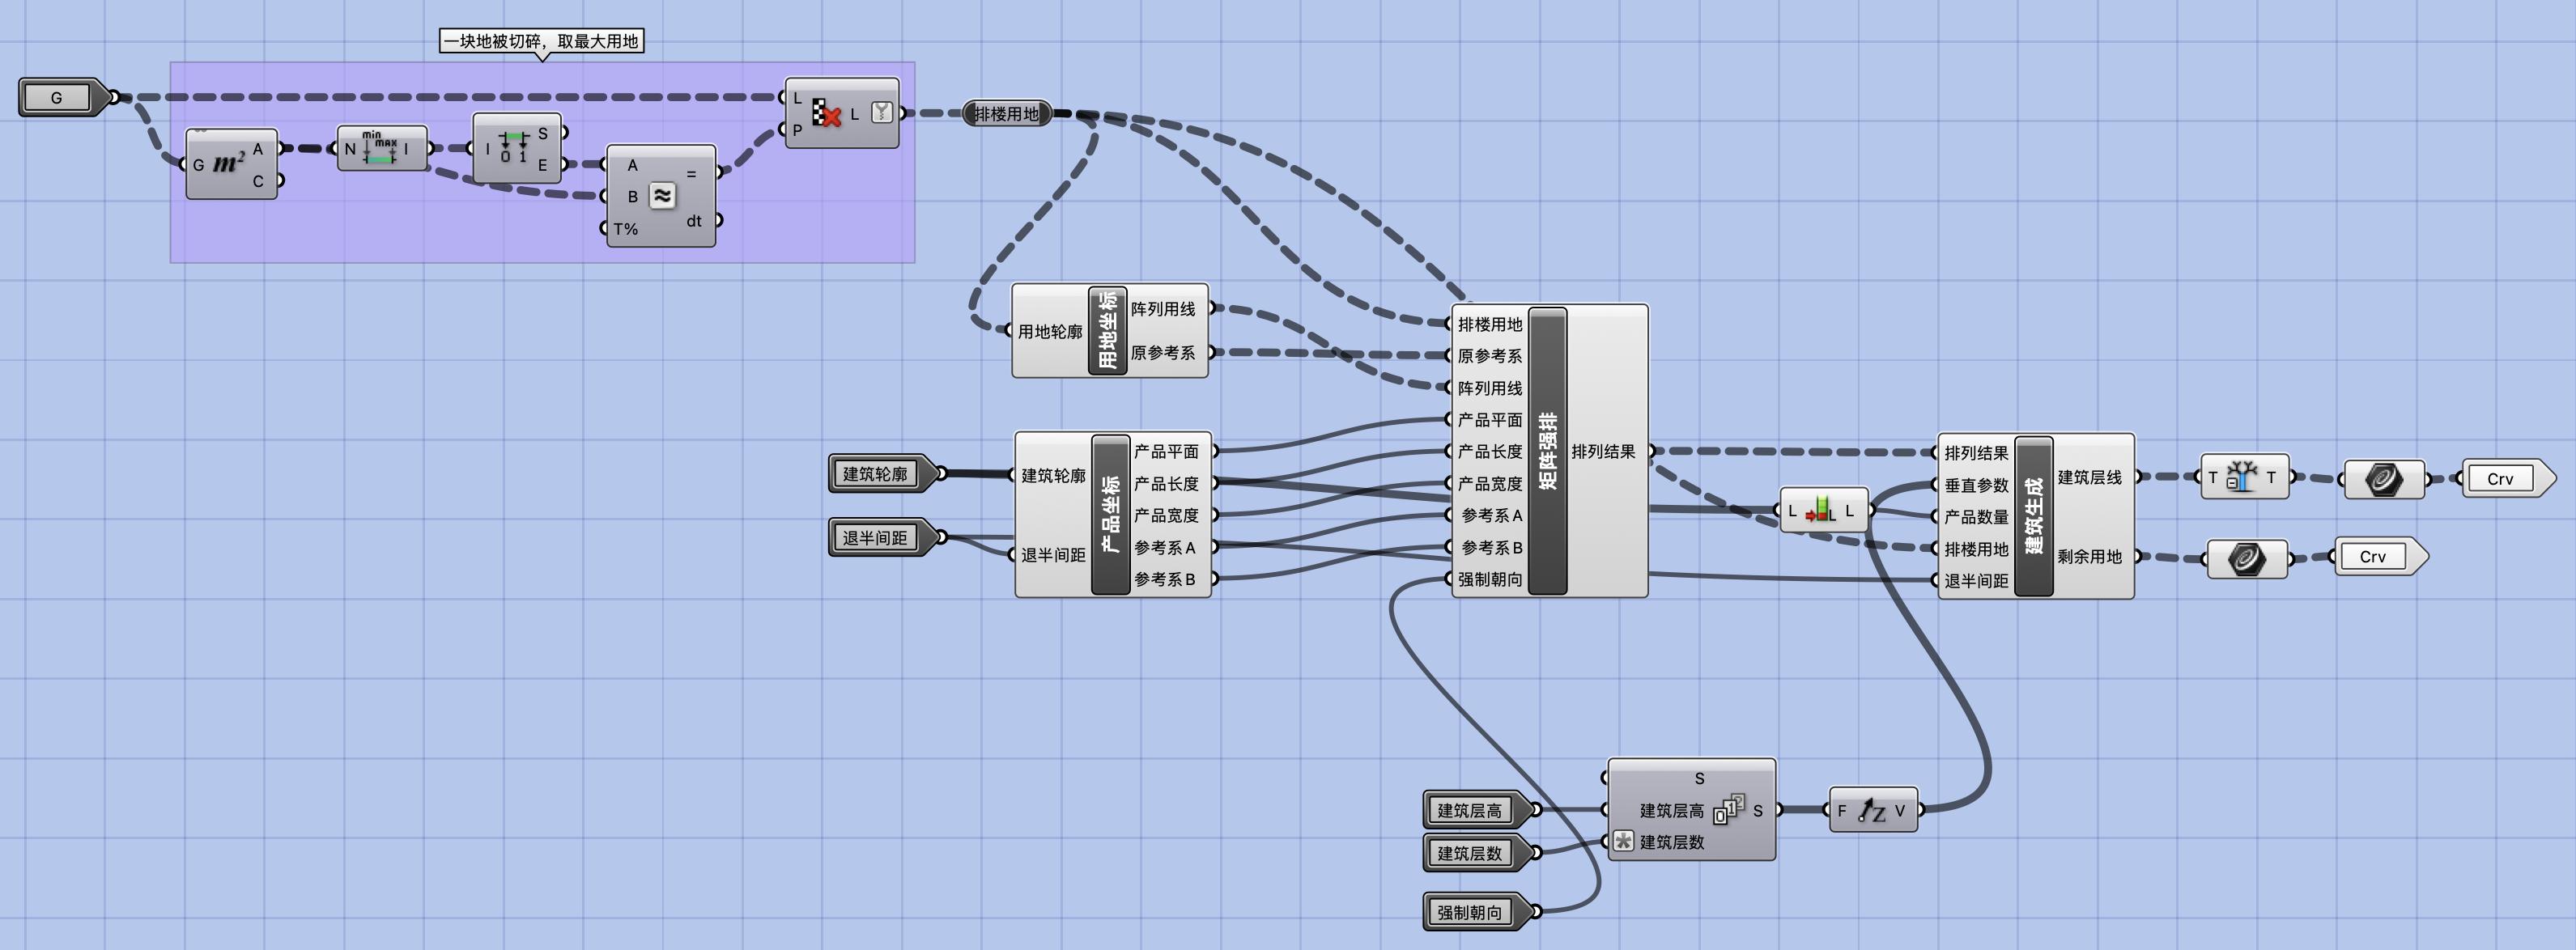 一块地被切碎，取最大用地
G
G m² A
C
N min max I
I 0 1 S
E
A =
B ≈
T% dt
L L
P
排楼用地
用地轮廓
用地坐标
阵列用线
原参考系
建筑轮廓
退半间距
建筑轮廓
退半间距
产品坐标
产品平面
产品长度
产品宽度
参考系A
参考系B
排楼用地
原参考系
阵列用线
产品平面
产品长度
产品宽度
参考系A
参考系B
强制朝向
矩阵强排
排列结果
L L L
排列结果
垂直参数
产品数量
排楼用地
退半间距
建筑生成
建筑层线
剩余用地
T T
Crv
Crv
建筑层高
建筑层数
强制朝向
S
建筑层高 0 1 2 S
建筑层数
F Z V